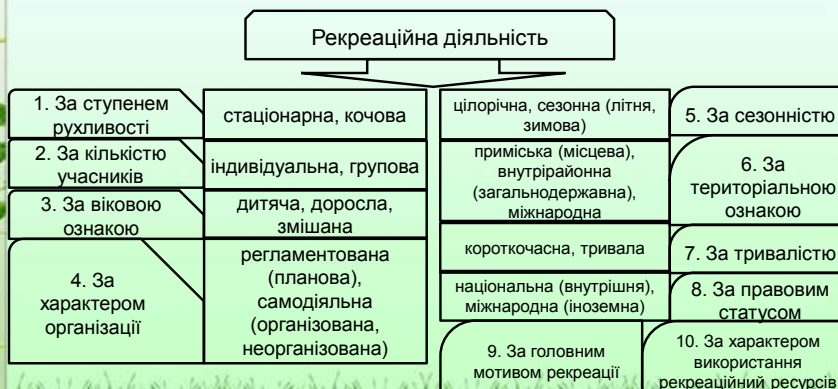 Рекреаційна діяльність
1. За ступенем
рухливості
стаціонарна, кочова
2. За кількістю
учасників
індивідуальна, групова
3. За віковою
ознакою
дитяча, доросла,
змішана
4. За
характером
організації
регламентована
(планова),
самодіяльна
(організована,
неорганізована)
цілорічна, сезонна (літня,
зимова)
5. За сезонністю
приміська (місцева),
внутрірайонна
(загальнодержавна),
міжнародна
6. За
територіальною
ознакою
короткочасна, тривала
7. За тривалістю
національна (внутрішня),
міжнародна (іноземна)
8. За правовим
статусом
9. За головним
мотивом рекреації
10. За характером
використання
рекреаційний ресурсів